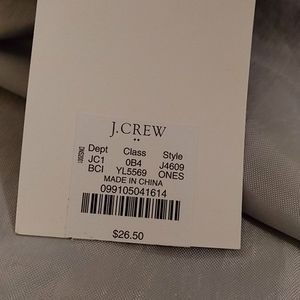 J.CREW
Dept Class Style
JC1 0B4 J4609
BCI YL5569 ONES
MADE IN CHINA
099105041614
$26.50